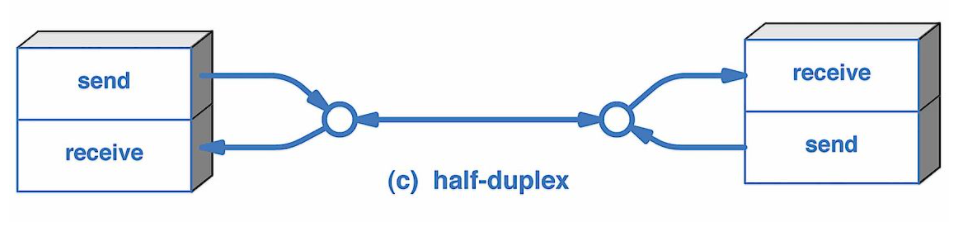 send
receive
receive
send
(c) half-duplex